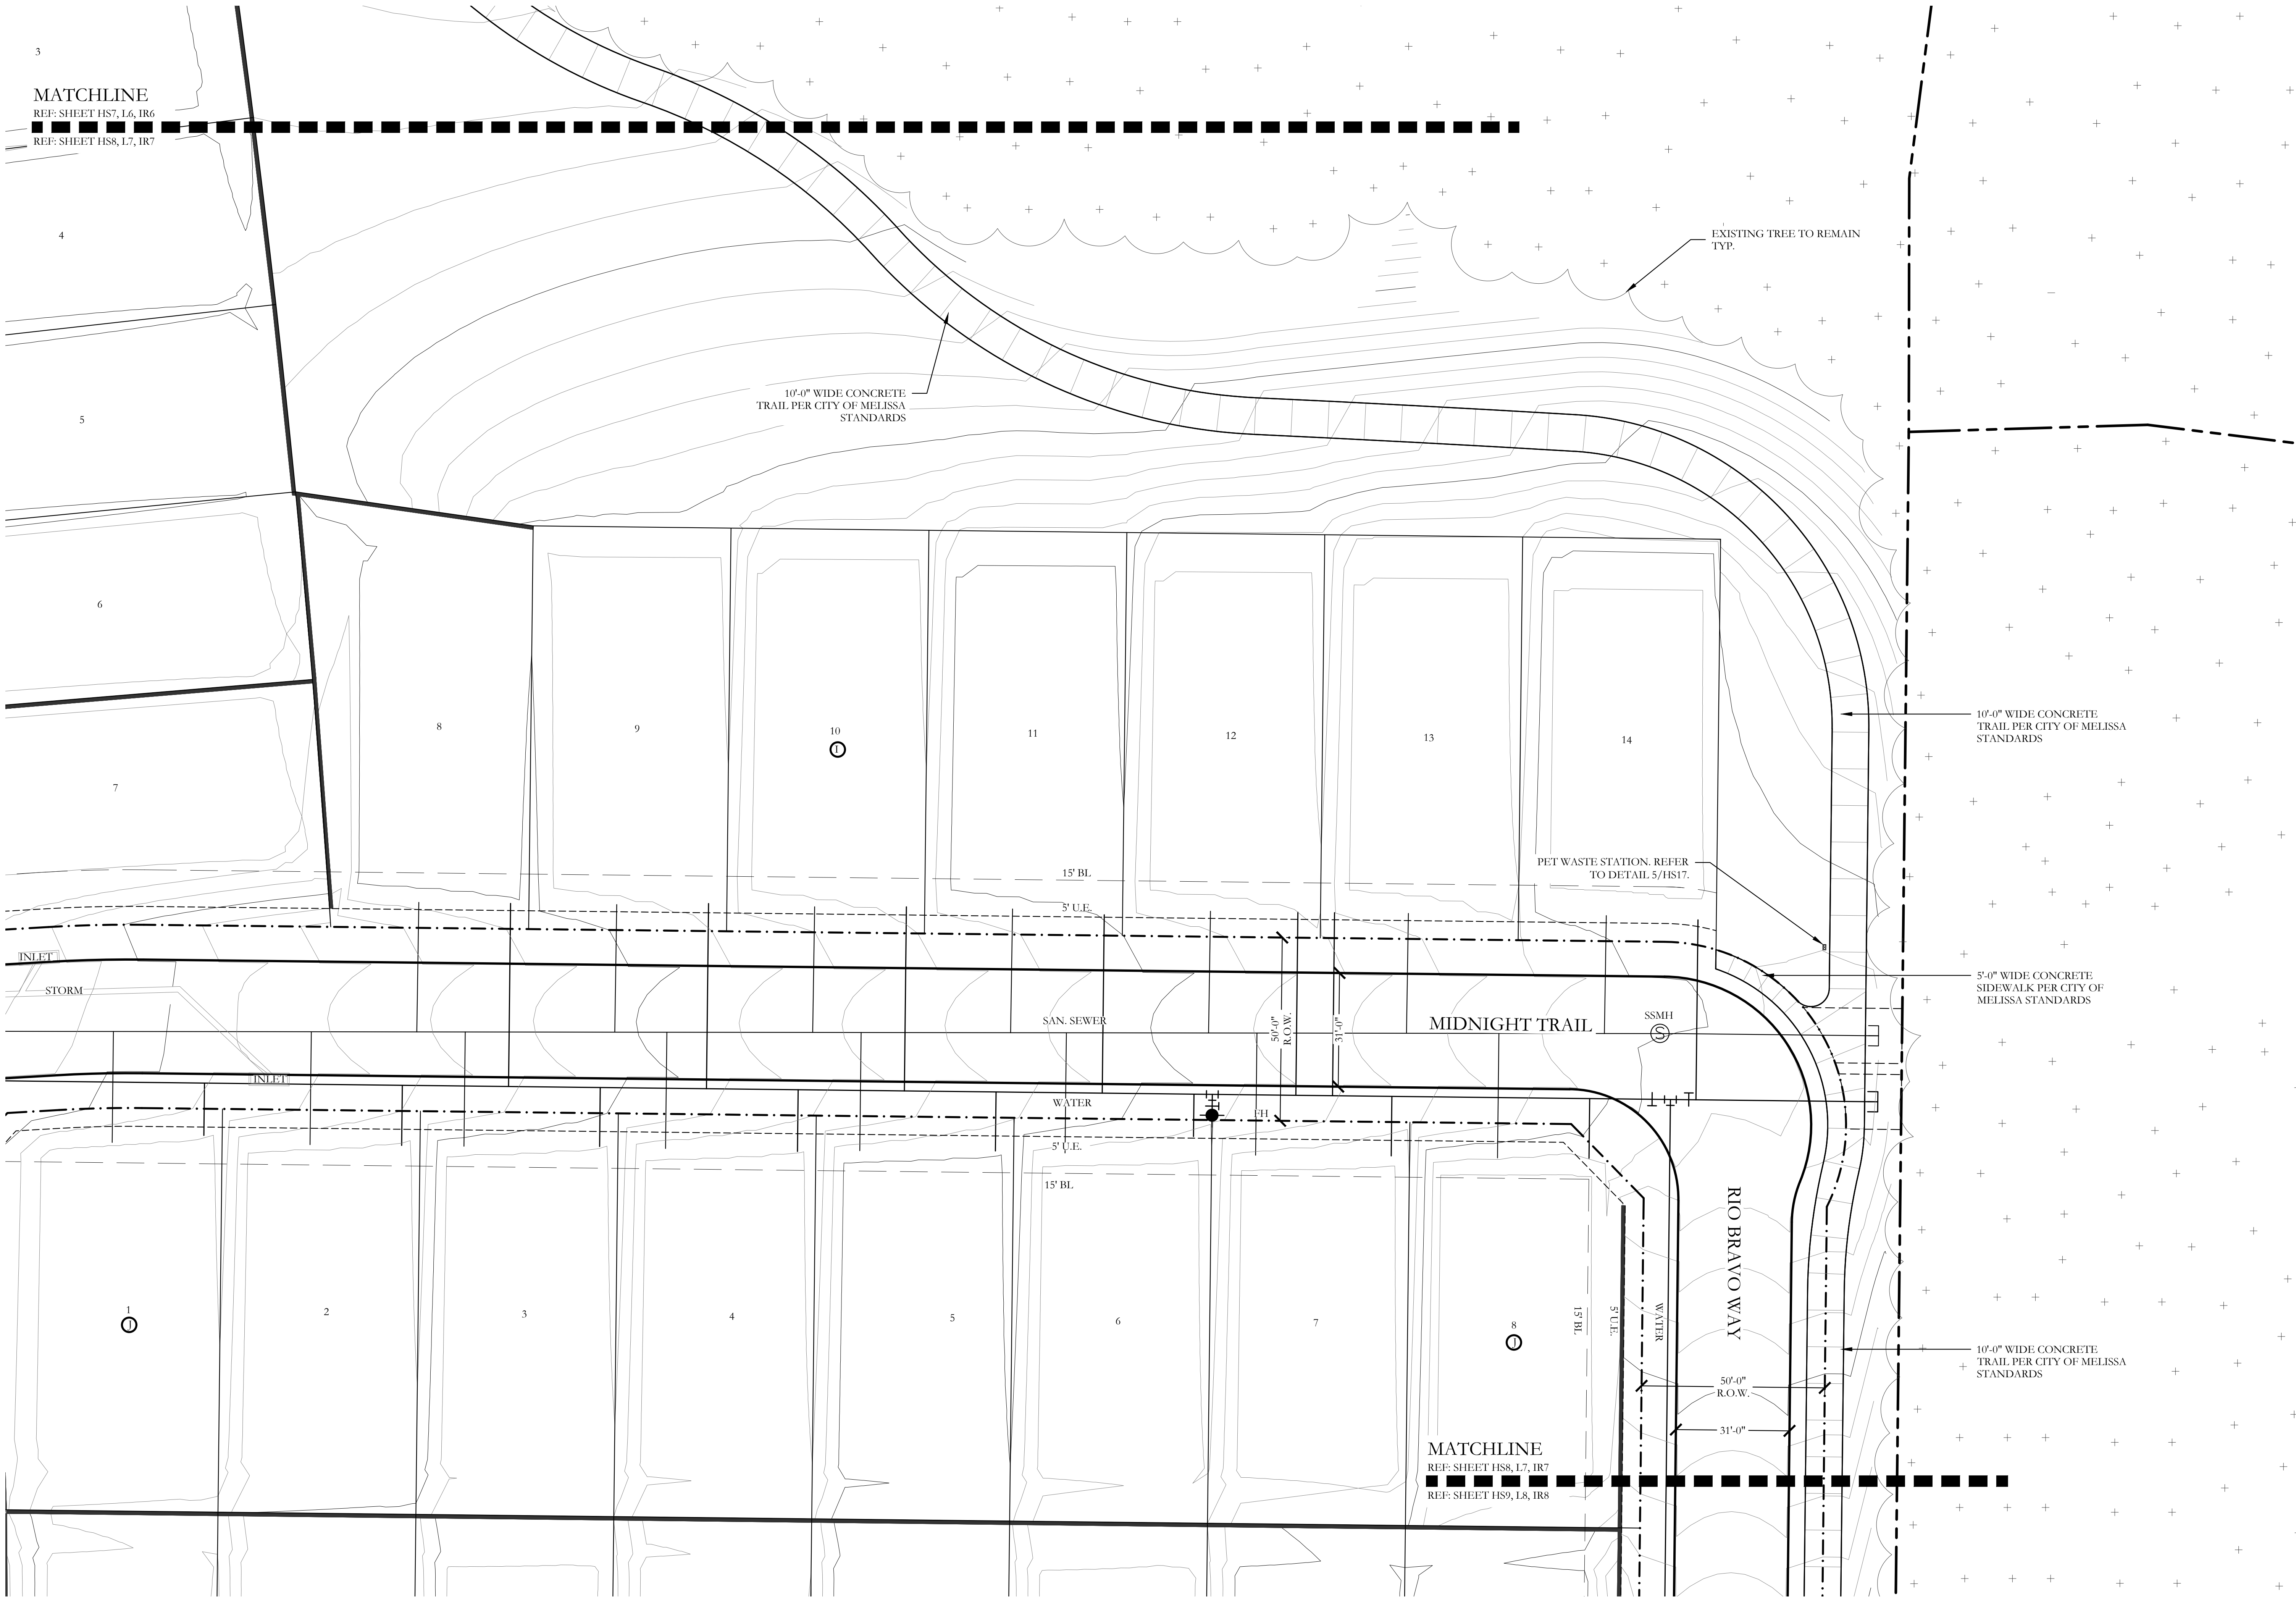 3
MATCHLINE
REF: SHEET HS7, L6, IR6
REF: SHEET HS8, L7, IR7
4
EXISTING TREE TO REMAIN
TYP.
10'-0" WIDE CONCRETE
TRAIL PER CITY OF MELISSA
STANDARDS
5
6
7
8
9
10
I
11
12
13
14
10'-0" WIDE CONCRETE
TRAIL PER CITY OF MELISSA
STANDARDS
PET WASTE STATION. REFER
TO DETAIL 5/HS17.
15' BL
5' U.E.
INLET
STORM
5'-0" WIDE CONCRETE
SIDEWALK PER CITY OF
MELISSA STANDARDS
SAN. SEWER
50'-0"
R.O.W.
31'-0"
MIDNIGHT TRAIL
SSMH
S
INLET
WATER
FH
5' U.E.
15' BL
1
J
2
3
4
5
6
7
8
J
15' BL
5' U.E.
WATER
RIO BRAVO WAY
10'-0" WIDE CONCRETE
TRAIL PER CITY OF MELISSA
STANDARDS
50'-0"
R.O.W.
31'-0"
MATCHLINE
REF: SHEET HS8, L7, IR7
REF: SHEET HS9, L8, IR8